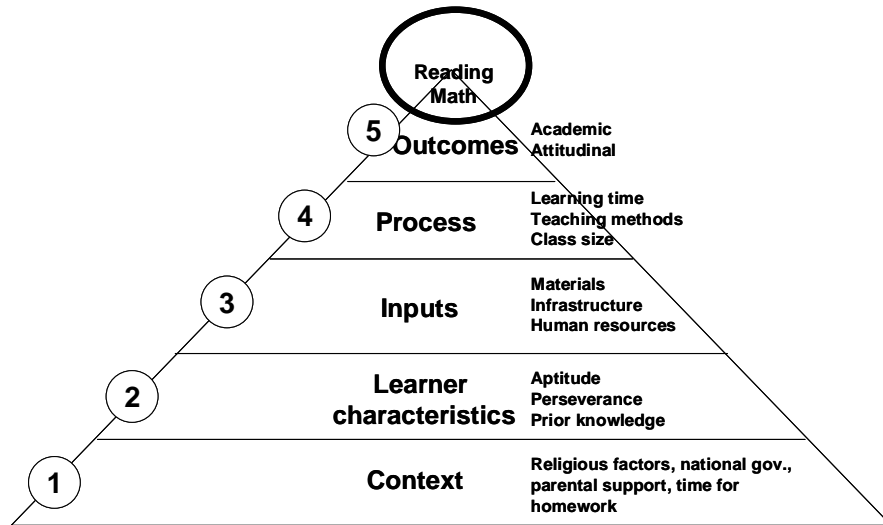 Reading
Math
5
Outcomes
Academic
Attitudinal
4
Process
Learning time
Teaching methods
Class size
3
Inputs
Materials
Infrastructure
Human resources
2
Learner
characteristics
Aptitude
Perseverance
Prior knowledge
1
Context
Religious factors, national gov.,
parental support, time for
homework